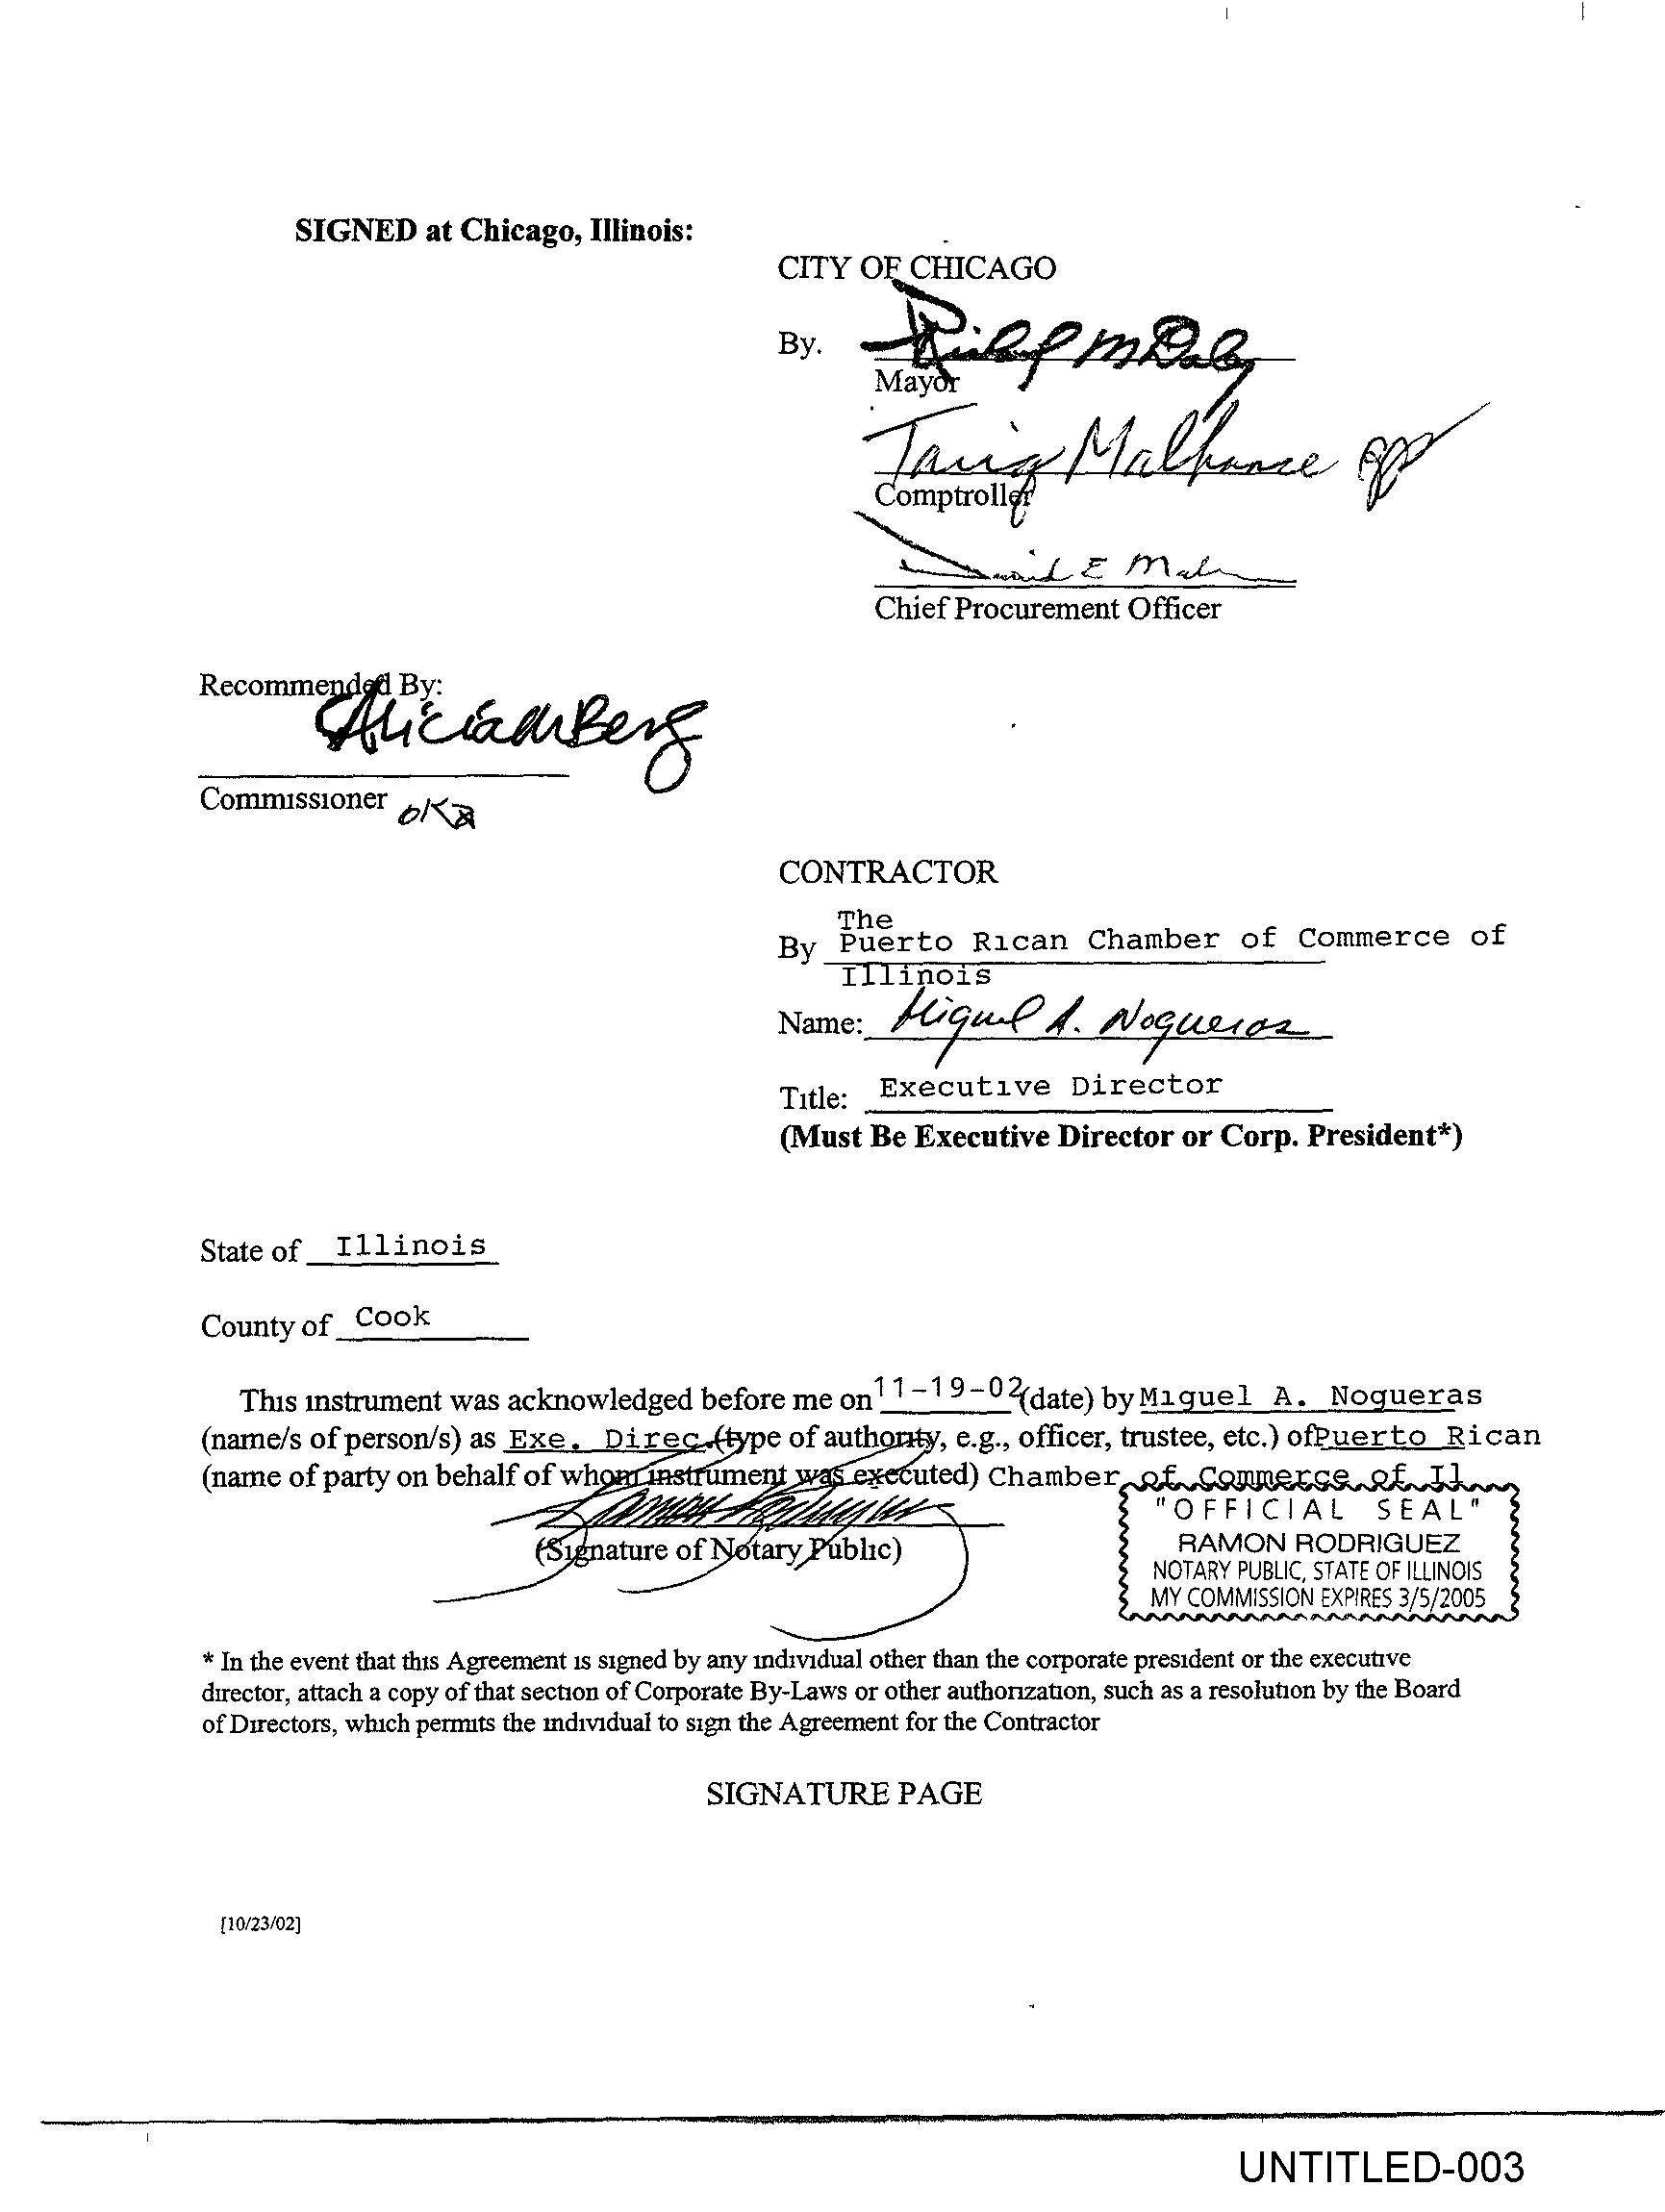 SIGNED at Chicago, Illinois:
CITY OF CHICAGO
By.
Richard M Daley
Mayor
Tariq Malhance
Comptroller
David E Malone
Chief Procurement Officer
Recommended By:
Alicia M Berg
Commissioner OK
CONTRACTOR
The
By Puerto Rican Chamber of Commerce of
Illinois
Name: Miguel A. Nogueras
Title: Executive Director
(Must Be Executive Director or Corp. President*)
State of Illinois
County of Cook
This instrument was acknowledged before me on 11-19-02 (date) by Miguel A. Nogueras
(name/s of person/s) as Exe. Direc. (type of authority, e.g., officer, trustee, etc.) of Puerto Rican
(name of party on behalf of whom instrument was executed) Chamber of Commerce of Il
(Signature of Notary Public)
"OFFICIAL SEAL"
RAMON RODRIGUEZ
NOTARY PUBLIC, STATE OF ILLINOIS
MY COMMISSION EXPIRES 3/5/2005
* In the event that this Agreement is signed by any individual other than the corporate president or the executive
director, attach a copy of that section of Corporate By-Laws or other authorization, such as a resolution by the Board
of Directors, which permits the individual to sign the Agreement for the Contractor
SIGNATURE PAGE
[10/23/02]
UNTITLED-003